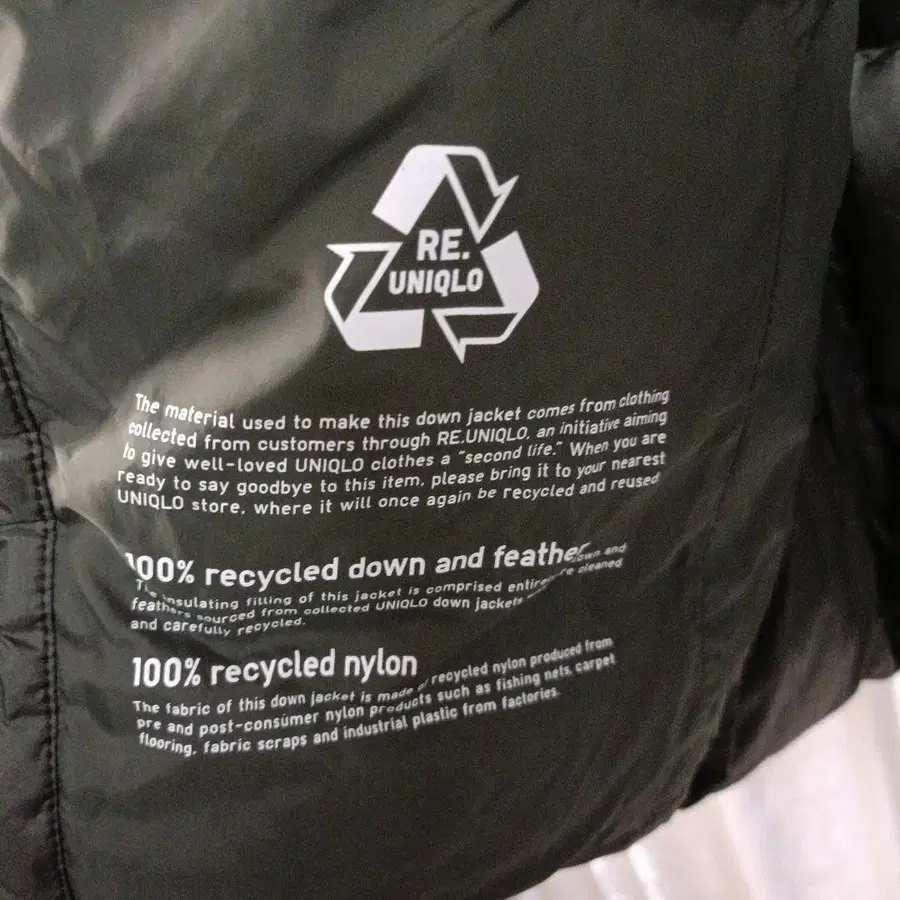 RE.
UNIQLO
The material used to make this down jacket comes from clothing
collected from customers through RE.UNIQLO, an initiative aiming
to give well-loved UNIQLO clothes a "second life." When you are
ready to say goodbye to this item, please bring it to your nearest
UNIQLO store, where it will once again be recycled and reused.
100% recycled down and feather
The insulating filling of this jacket is comprised entirely down and
feathers sourced from collected UNIQLO down jackets cleaned
and carefully recycled.
100% recycled nylon
The fabric of this down jacket is made of recycled nylon produced from
pre and post-consumer nylon products such as fishing nets, carpet
flooring, fabric scraps and industrial plastic from factories.